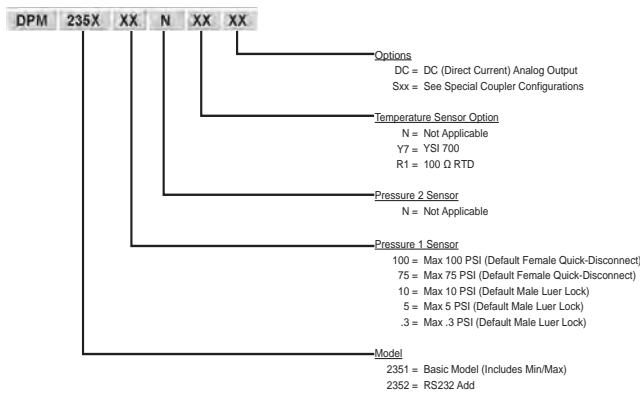 DPM 235X XX N XX XX
Options
DC = DC (Direct Current) Analog Output
Sxx = See Special Coupler Configurations
Temperature Sensor Option
N = Not Applicable
Y7 = YSI 700
R1 = 100 Ω RTD
Pressure 2 Sensor
N = Not Applicable
Pressure 1 Sensor
100 = Max 100 PSI (Default Female Quick-Disconnect)
75 = Max 75 PSI (Default Female Quick-Disconnect)
10 = Max 10 PSI (Default Male Luer Lock)
5 = Max 5 PSI (Default Male Luer Lock)
.3 = Max .3 PSI (Default Male Luer Lock)
Model
2351 = Basic Model (Includes Min/Max)
2352 = RS232 Add